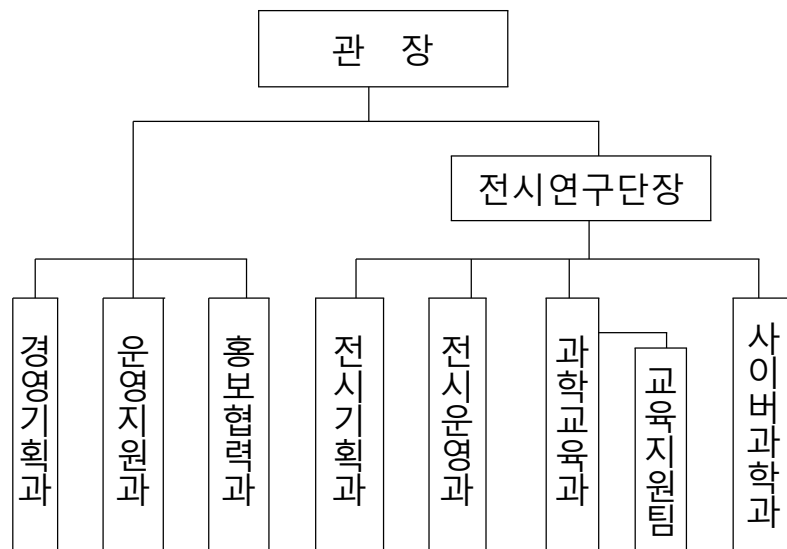 관 장
전시연구단장
경영기획과
운영지원과
홍보협력과
전시기획과
전시운영과
과학교육과
교육지원팀
사이버과학과